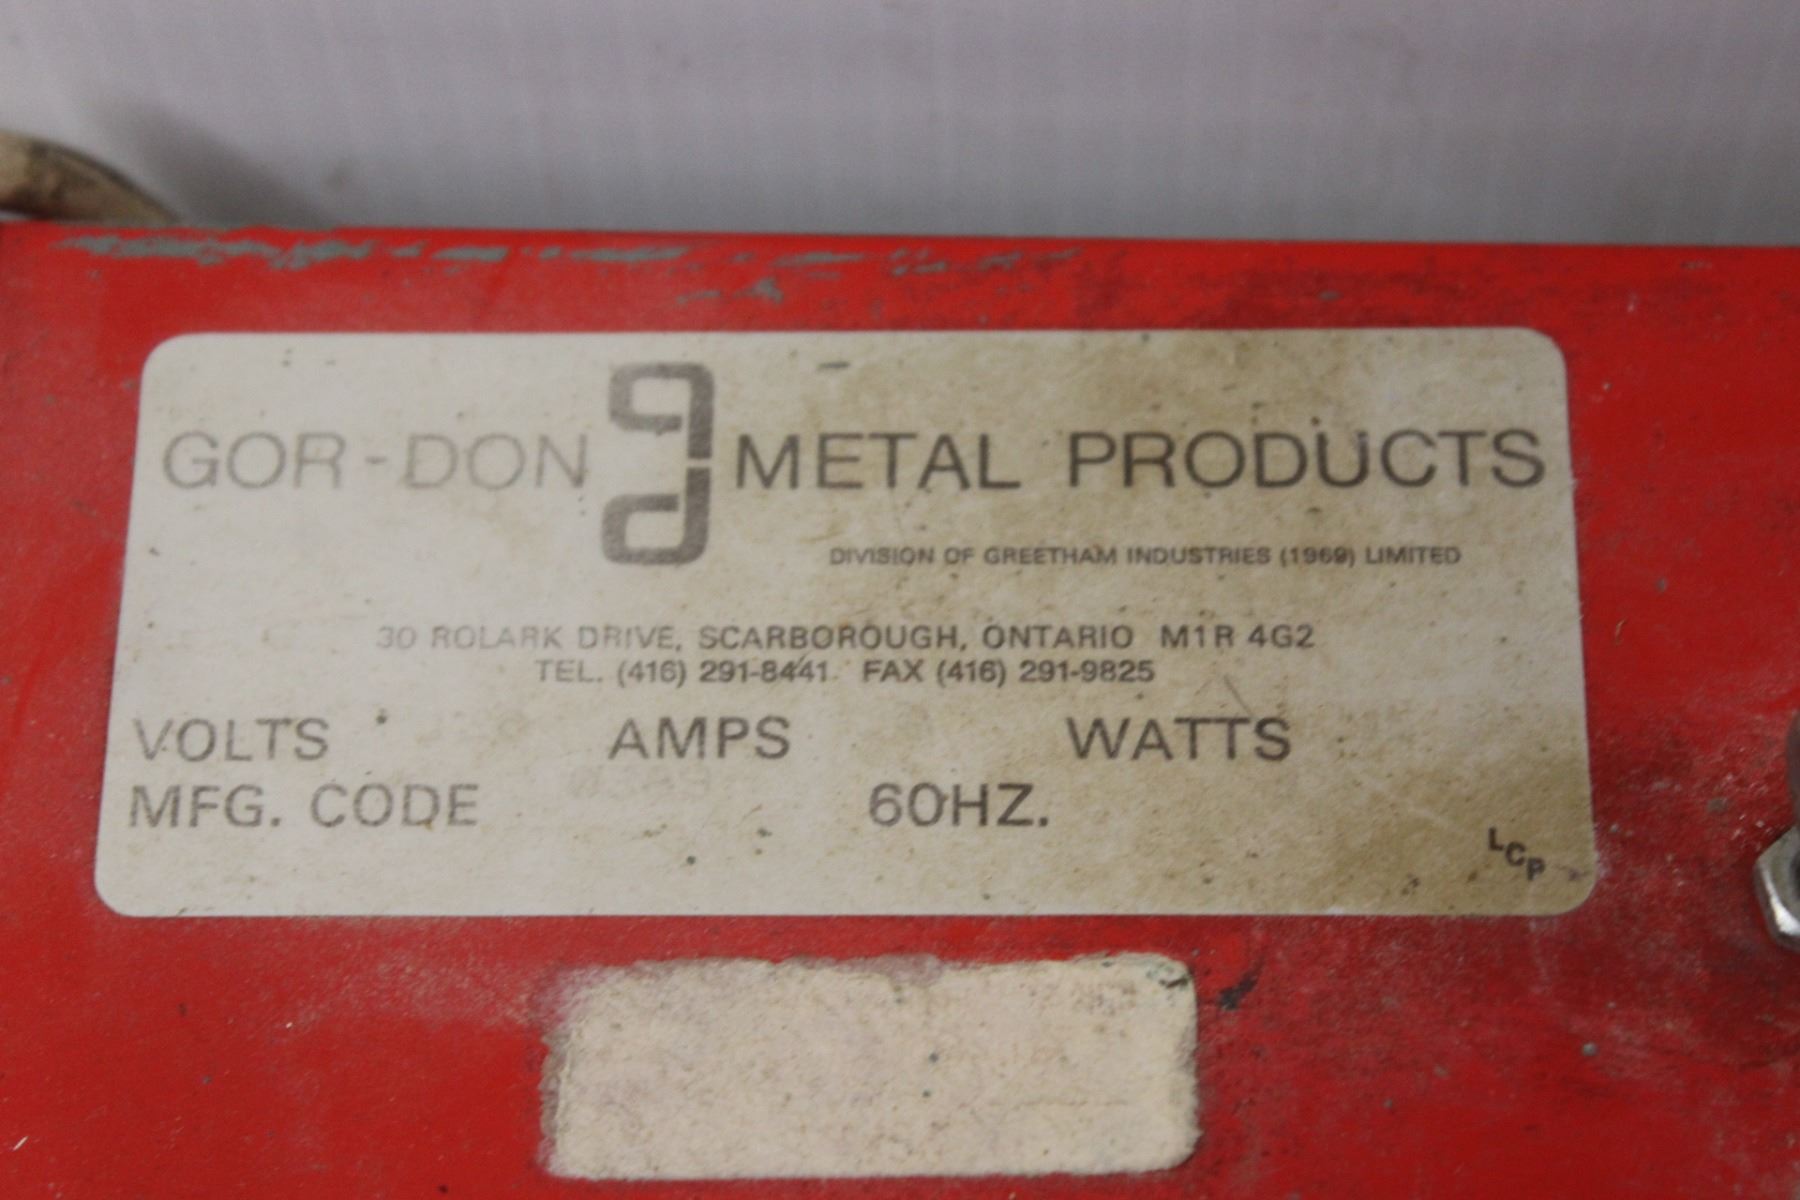 GOR-DON gd METAL PRODUCTS
DIVISION OF GREETHAM INDUSTRIES (1969) LIMITED
30 ROLARK DRIVE, SCARBOROUGH, ONTARIO M1R 4G2
TEL. (416) 291-8441 FAX (416) 291-9825
VOLTS AMPS WATTS
MFG. CODE 60HZ.
LCP